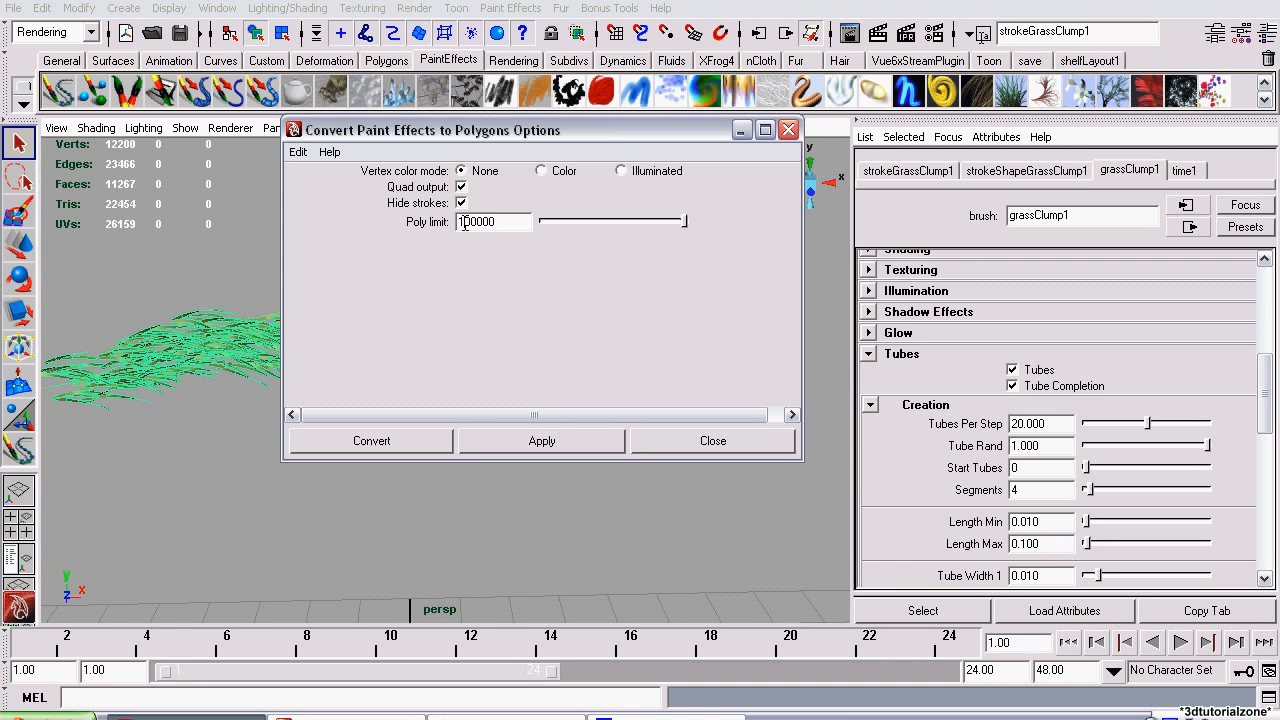 File Edit Modify Create Display Window Lighting/Shading Texturing Render Toon Paint Effects Fur Bonus Tools Help
Rendering strokeGrassClump1
General Surfaces Animation Curves Custom Deformation Polygons PaintEffects Rendering Subdivs Dynamics Fluids XFrog4 nCloth Fur Hair Vue6xStreamPlugin Toon save shelfLayout1
View Shading Lighting Show Renderer Pan
Verts: 12200 0 0
Edges: 23466 0 0
Faces: 11267 0 0
Tris: 22454 0 0
UVs: 26159 0 0
Convert Paint Effects to Polygons Options
Edit Help
Vertex color mode: None Color Illuminated
Quad output:
Hide strokes:
Poly limit: 100000
Convert Apply Close
y
x
List Selected Focus Attributes Help
strokeGrassClump1 strokeShapeGrassClump1 grassClump1 time1
brush: grassClump1
Focus
Presets
Shading
Texturing
Illumination
Shadow Effects
Glow
Tubes
Tubes
Tube Completion
Creation
Tubes Per Step 20.000
Tube Rand 1.000
Start Tubes 0
Segments 4
Length Min 0.010
Length Max 0.100
Tube Width 1 0.010
Select Load Attributes Copy Tab
y
z x
persp
2 4 6 8 10 12 14 16 18 20 22 24
1.00
1.00 1.00 1 24 24.00 48.00 No Character Set
MEL
*3dtutorialzone*